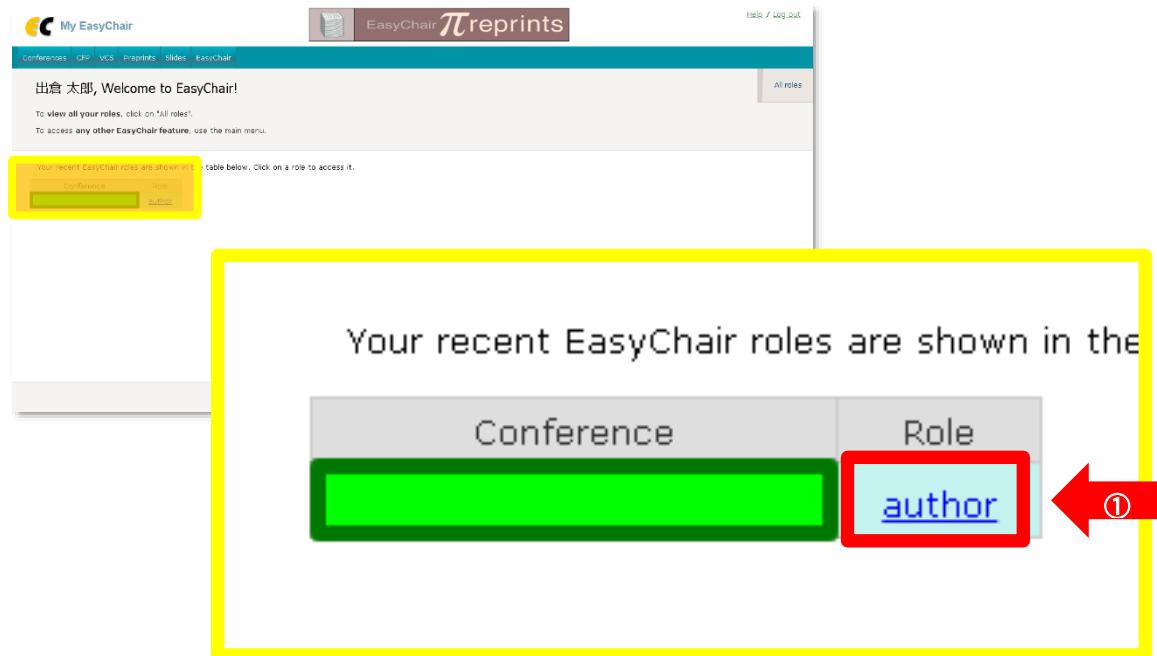 My EasyChair
EasyChair πreprints
Help / Log out
Conferences CFP VCS Preprints Slides EasyChair
出倉 太郎, Welcome to EasyChair!
All roles
To view all your roles, click on "All roles".
To access any other EasyChair feature, use the main menu.
Your recent EasyChair roles are shown in the table below. Click on a role to access it.
Conference Role
author
Your recent EasyChair roles are shown in the
Conference Role
author
①